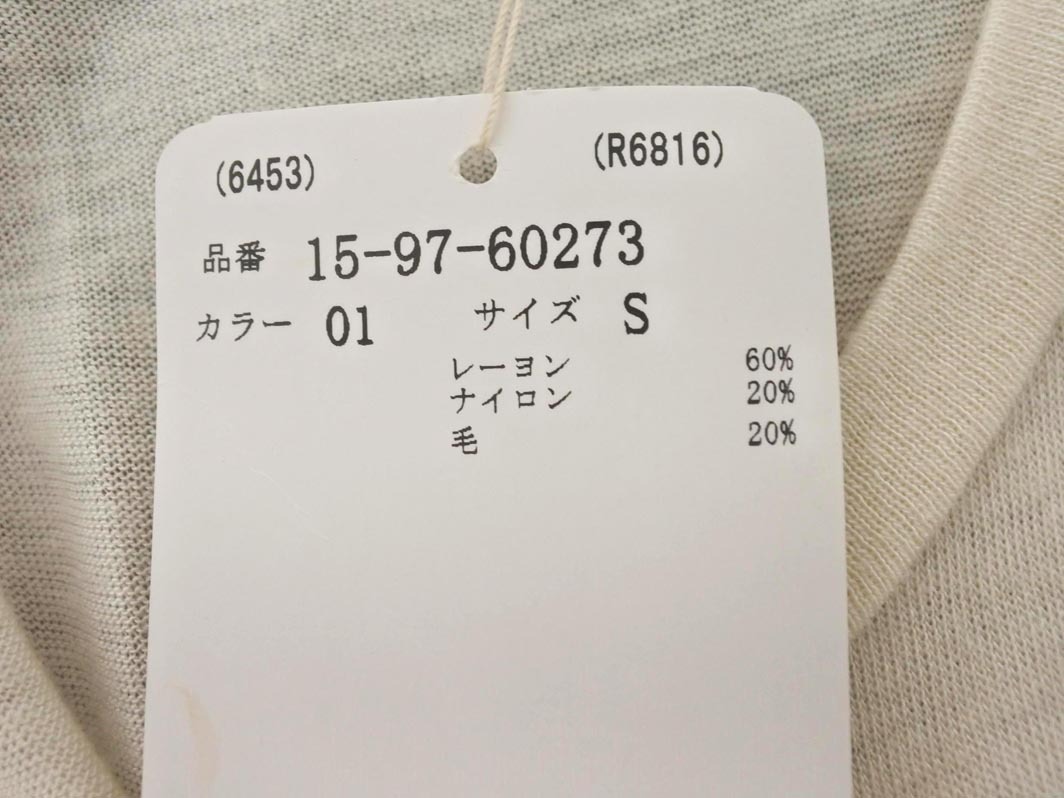 (6453) (R6816)
品番 15-97-60273
カラー 01 サイズ S
レーヨン 60%
ナイロン 20%
毛 20%